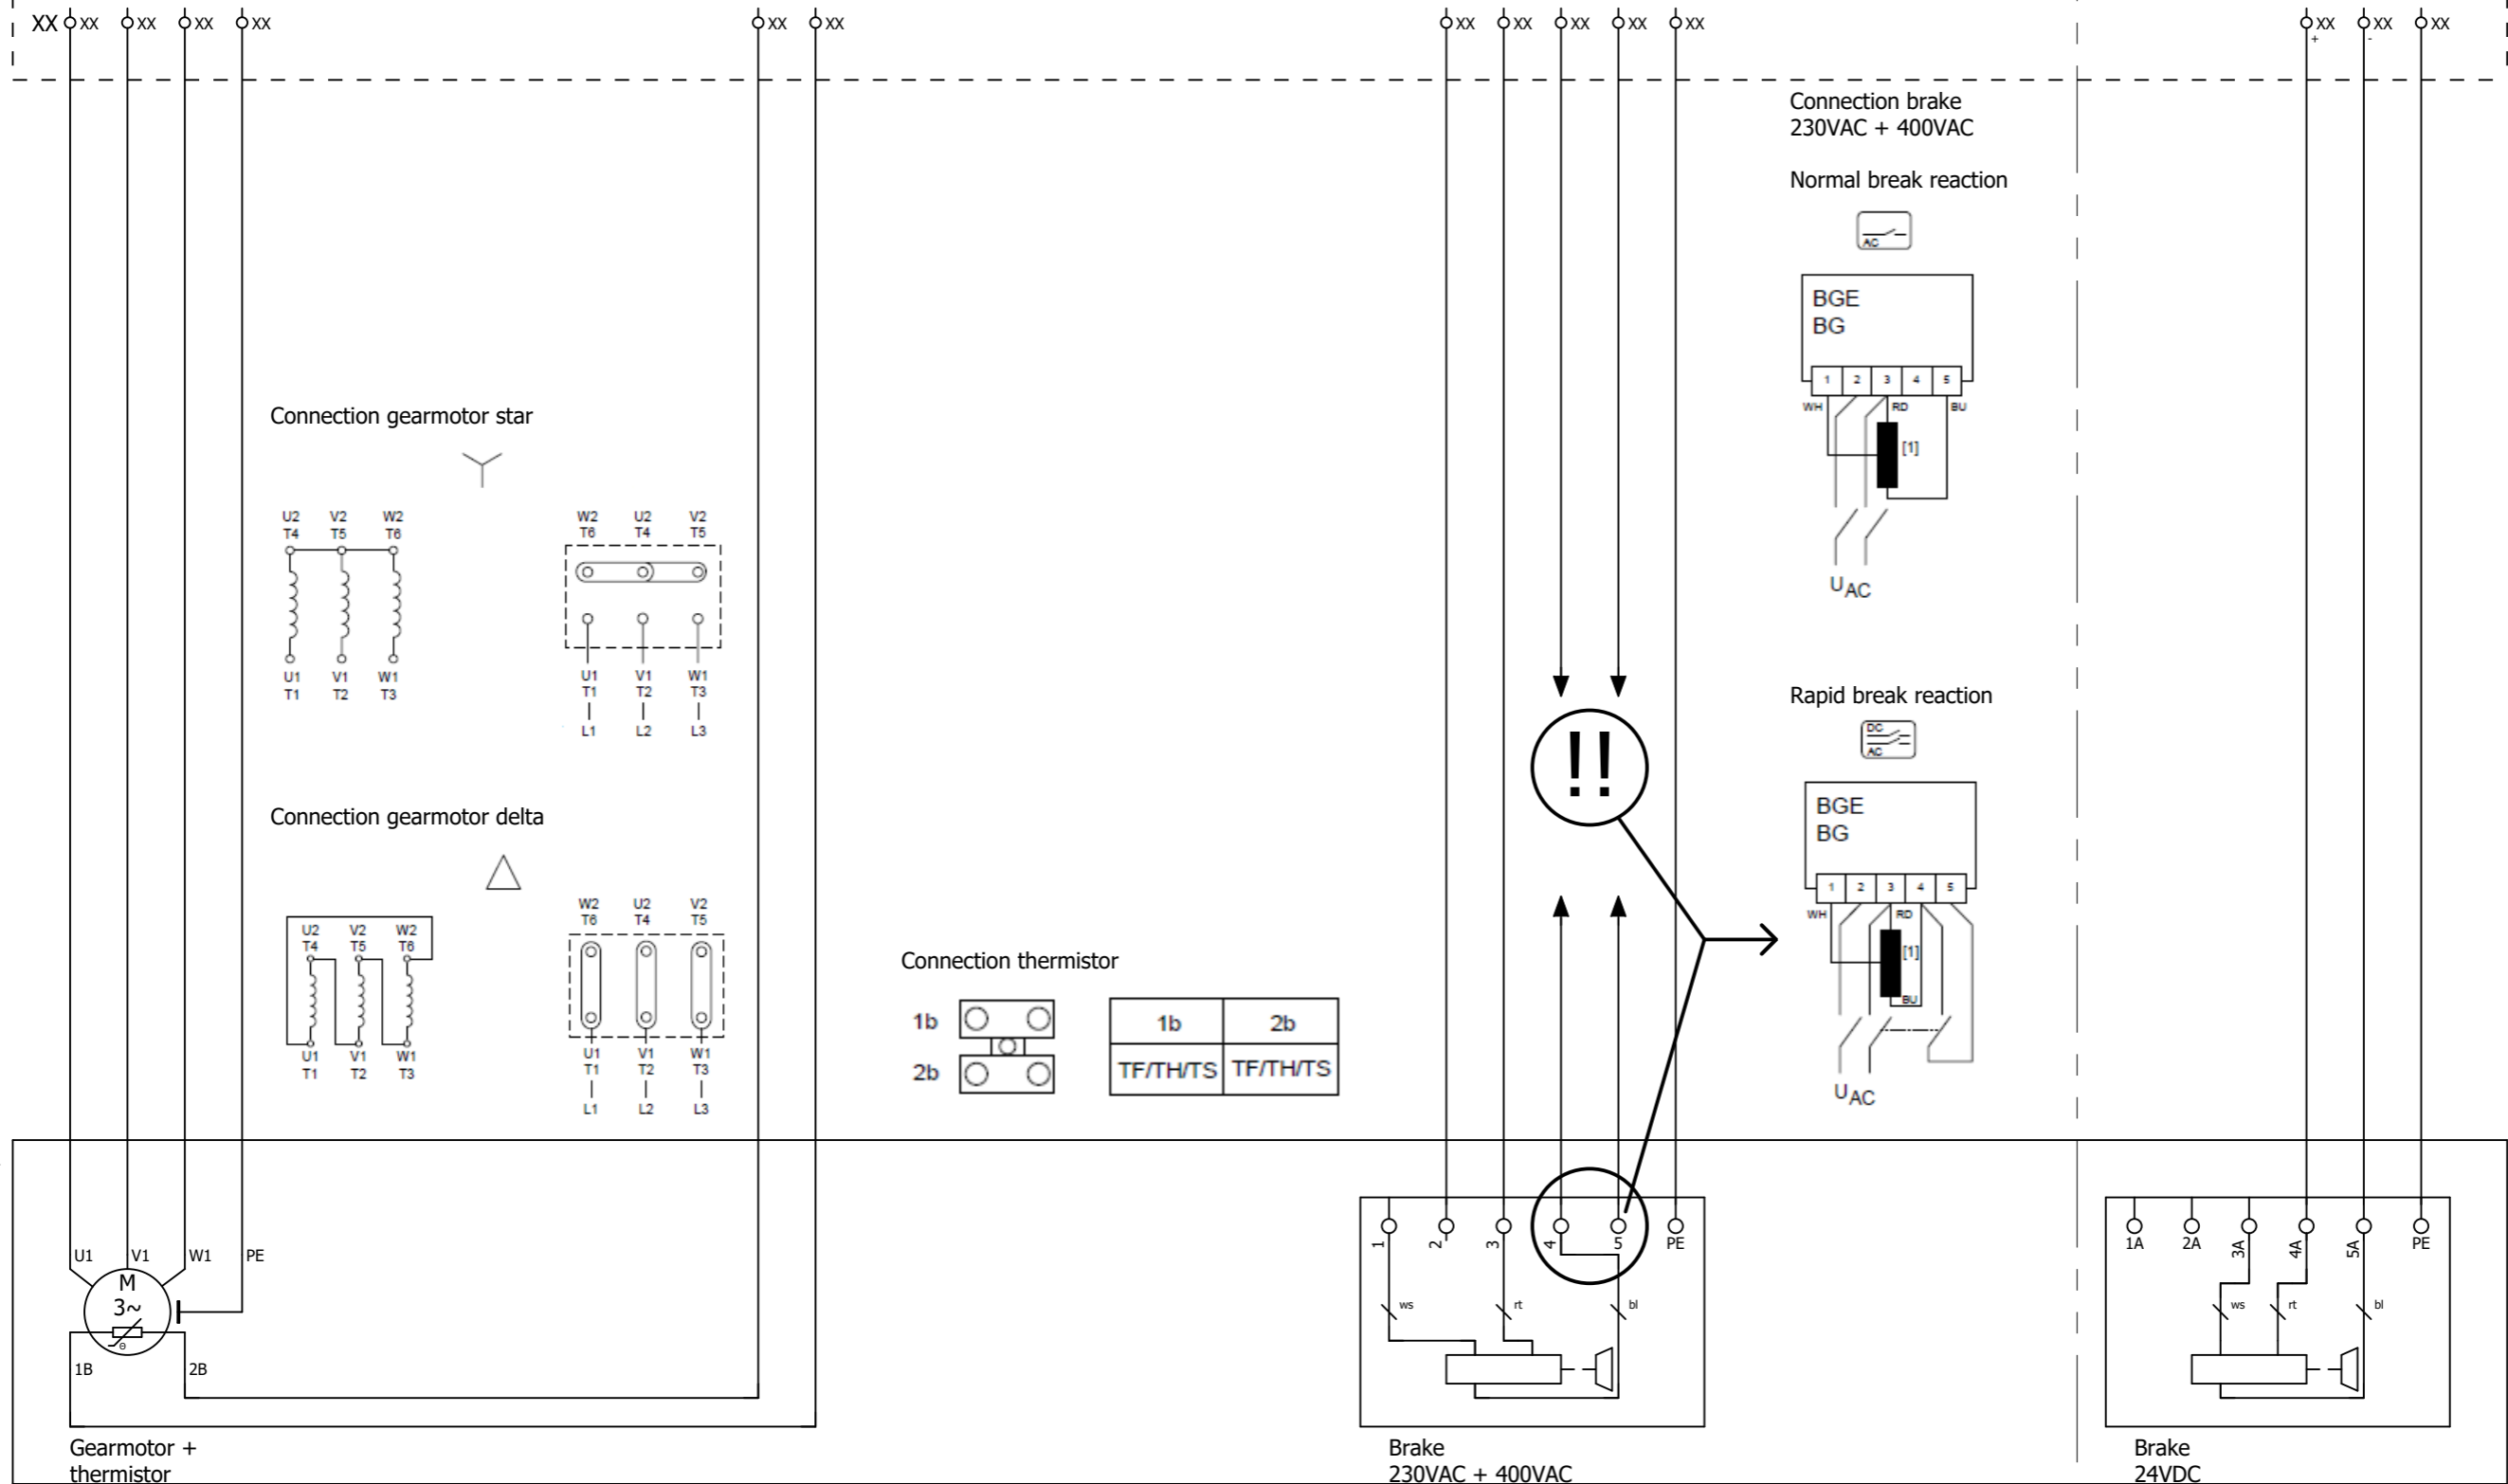 XX XX XX XX XX XX XX XX XX XX XX XX XX XX XX
+ -
Connection brake
230VAC + 400VAC
Normal break reaction
AC
BGE
BG
1 2 3 4 5
WH RD BU
[1]
UAC
Connection gearmotor star
U2 V2 W2
T4 T5 T6
U1 V1 W1
T1 T2 T3
W2 U2 V2
T6 T4 T5
U1 V1 W1
T1 T2 T3
L1 L2 L3
Rapid break reaction
DC
AC
!!
BGE
BG
1 2 3 4 5
WH RD
[1]
BU
UAC
Connection gearmotor delta
U2 V2 W2
T4 T5 T6
U1 V1 W1
T1 T2 T3
W2 U2 V2
T6 T4 T5
U1 V1 W1
T1 T2 T3
L1 L2 L3
Connection thermistor
1b
2b
1b 2b
TF/TH/TS TF/TH/TS
U1 V1 W1 PE
M
3~
Θ
1B 2B
Gearmotor +
thermistor
1 2 3 4 5 PE
ws rt bl
Brake
230VAC + 400VAC
1A 2A 3A 4A 5A PE
ws rt bl
Brake
24VDC